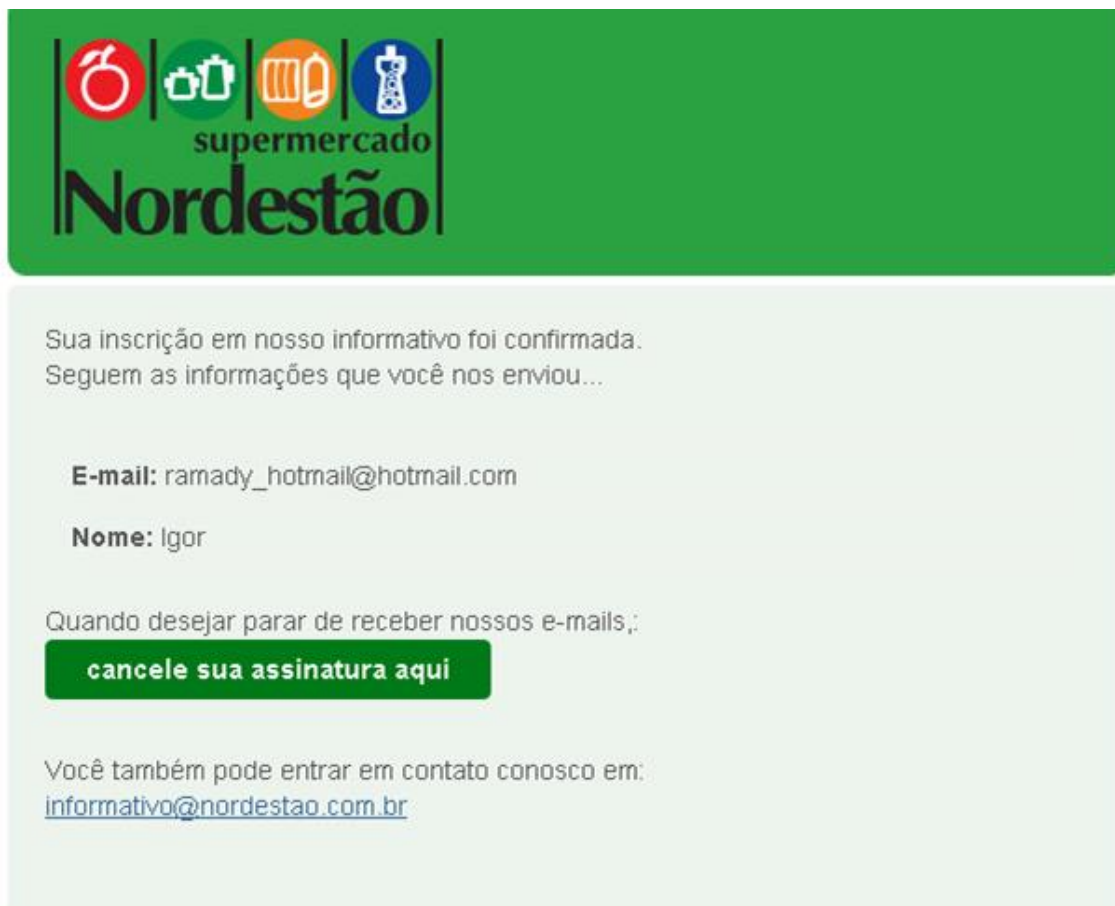 supermercado
Nordestão
Sua inscrição em nosso informativo foi confirmada.
Seguem as informações que você nos enviou...
E-mail: ramady_hotmail@hotmail.com
Nome: Igor
Quando desejar parar de receber nossos e-mails,:
cancele sua assinatura aqui
Você também pode entrar em contato conosco em:
informativo@nordestao.com.br